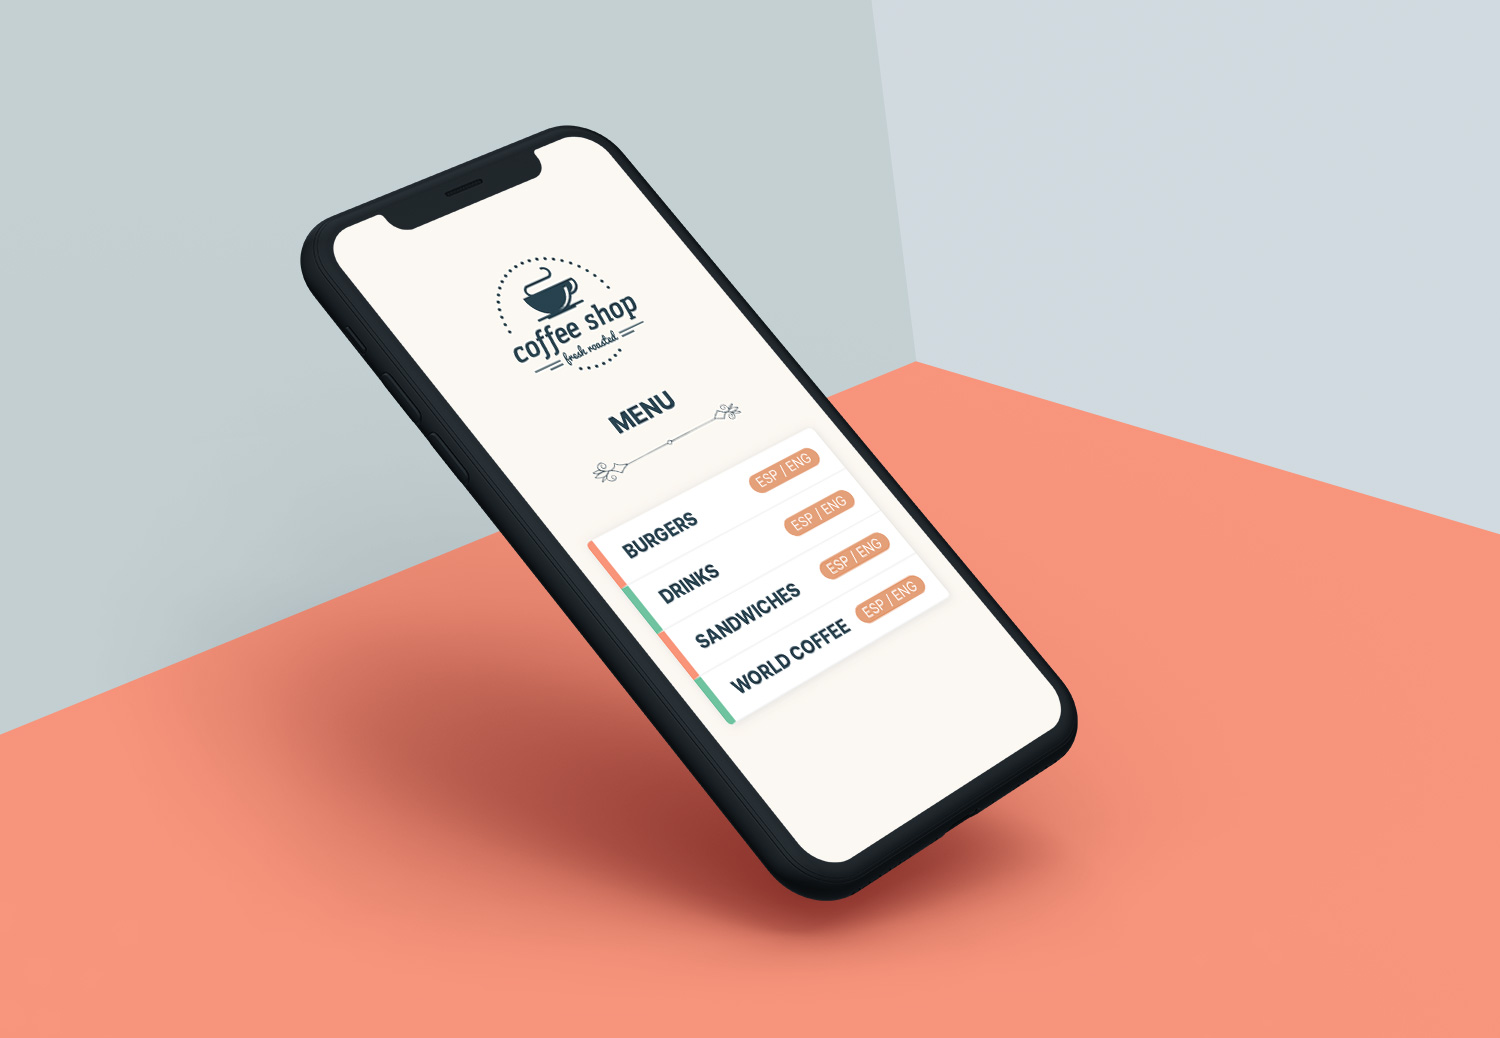 coffee shop
fresh roasted
MENU
BURGERS ESP / ENG
DRINKS ESP / ENG
SANDWICHES ESP / ENG
WORLD COFFEE ESP / ENG